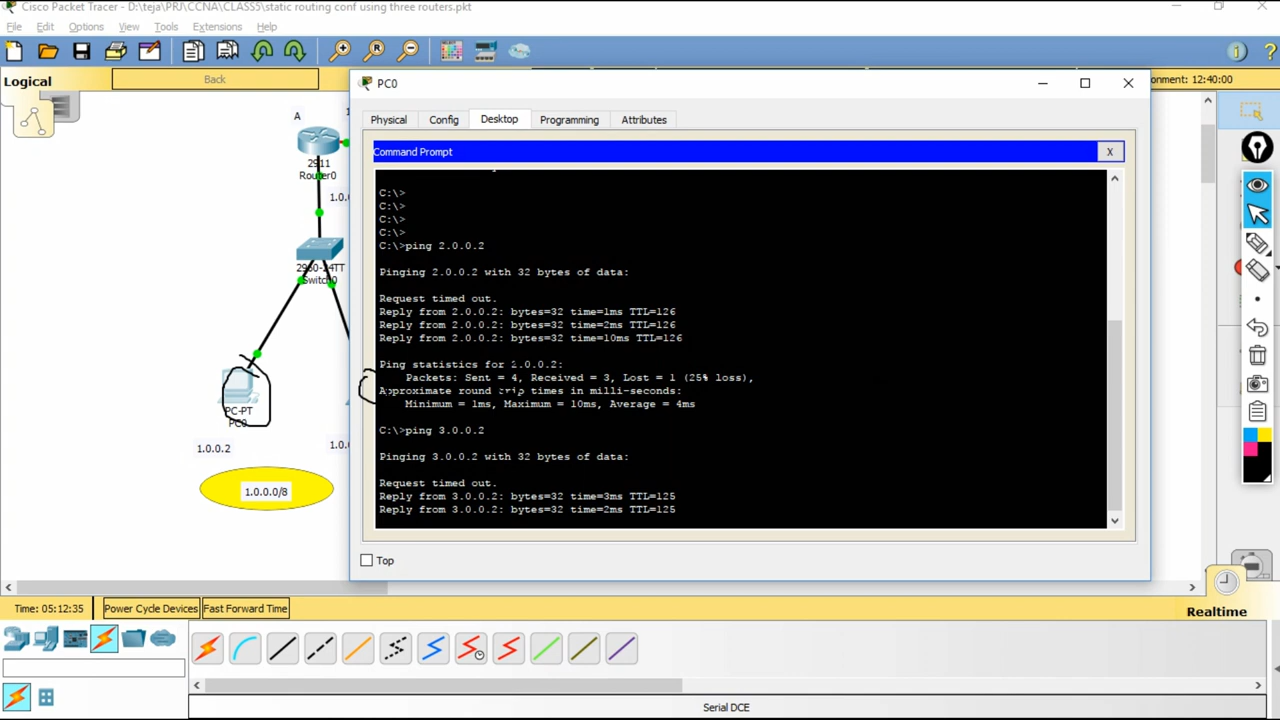 Cisco Packet Tracer - D:\teja\PRJ\CCNA\CLASS5\static routing conf using three routers.pkt
File Edit Options View Tools Extensions Help
Logical
Back
PC0
onment: 12:40:00
Physical Config Desktop Programming Attributes
Command Prompt
X
C:\>
C:\>
C:\>
C:\>
C:\>ping 2.0.0.2
Pinging 2.0.0.2 with 32 bytes of data:
Request timed out.
Reply from 2.0.0.2: bytes=32 time=1ms TTL=126
Reply from 2.0.0.2: bytes=32 time=2ms TTL=126
Reply from 2.0.0.2: bytes=32 time=10ms TTL=126
Ping statistics for 2.0.0.2:
Packets: Sent = 4, Received = 3, Lost = 1 (25% loss),
Approximate round trip times in milli-seconds:
Minimum = 1ms, Maximum = 10ms, Average = 4ms
C:\>ping 3.0.0.2
Pinging 3.0.0.2 with 32 bytes of data:
Request timed out.
Reply from 3.0.0.2: bytes=32 time=3ms TTL=125
Reply from 3.0.0.2: bytes=32 time=2ms TTL=125
Top
A
2911
Router0
1.0.0
2960-24TT
Switch0
PC-PT
PC0
1.0.0.2
1.0.
1.0.0.0/8
Time: 05:12:35 Power Cycle Devices Fast Forward Time
Realtime
Serial DCE